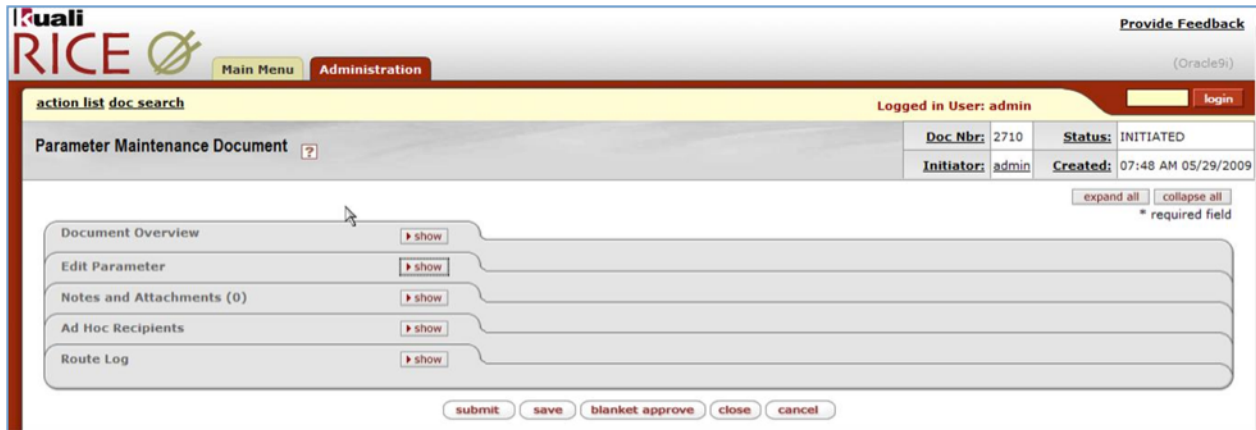 Kuali
RICE
Provide Feedback
(Oracle9i)
Main Menu Administration
action list doc search
Logged in User: admin
login
Parameter Maintenance Document ?
Doc Nbr: 2710 Status: INITIATED
Initiator: admin Created: 07:48 AM 05/29/2009
expand all collapse all
* required field
Document Overview show
Edit Parameter show
Notes and Attachments (0) show
Ad Hoc Recipients show
Route Log show
submit save blanket approve close cancel